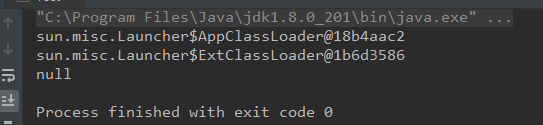 "C:\Program Files\Java\jdk1.8.0_201\bin\java.exe" ...
sun.misc.Launcher$AppClassLoader@18b4aac2
sun.misc.Launcher$ExtClassLoader@1b6d3586
null
Process finished with exit code 0